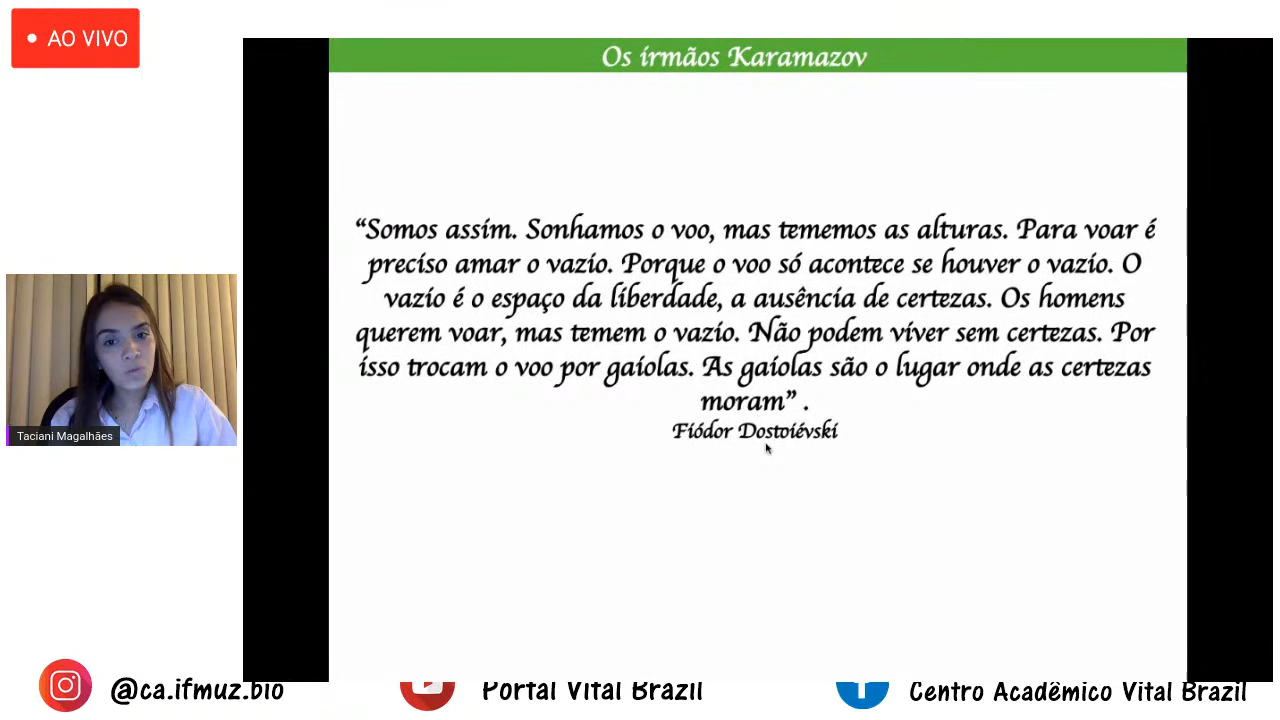 AO VIVO
Os irmãos Karamazov
“Somos assim. Sonhamos o voo, mas tememos as alturas. Para voar é
preciso amar o vazio. Porque o voo só acontece se houver o vazio. O
vazio é o espaço da liberdade, a ausência de certezas. Os homens
querem voar, mas temem o vazio. Não podem viver sem certezas. Por
isso trocam o voo por gaiolas. As gaiolas são o lugar onde as certezas
moram” .
Fiódor Dostoiévski
Taciani Magalhães
@ca.ifmuz.bio
Portal Vital Brazil
Centro Acadêmico Vital Brazil